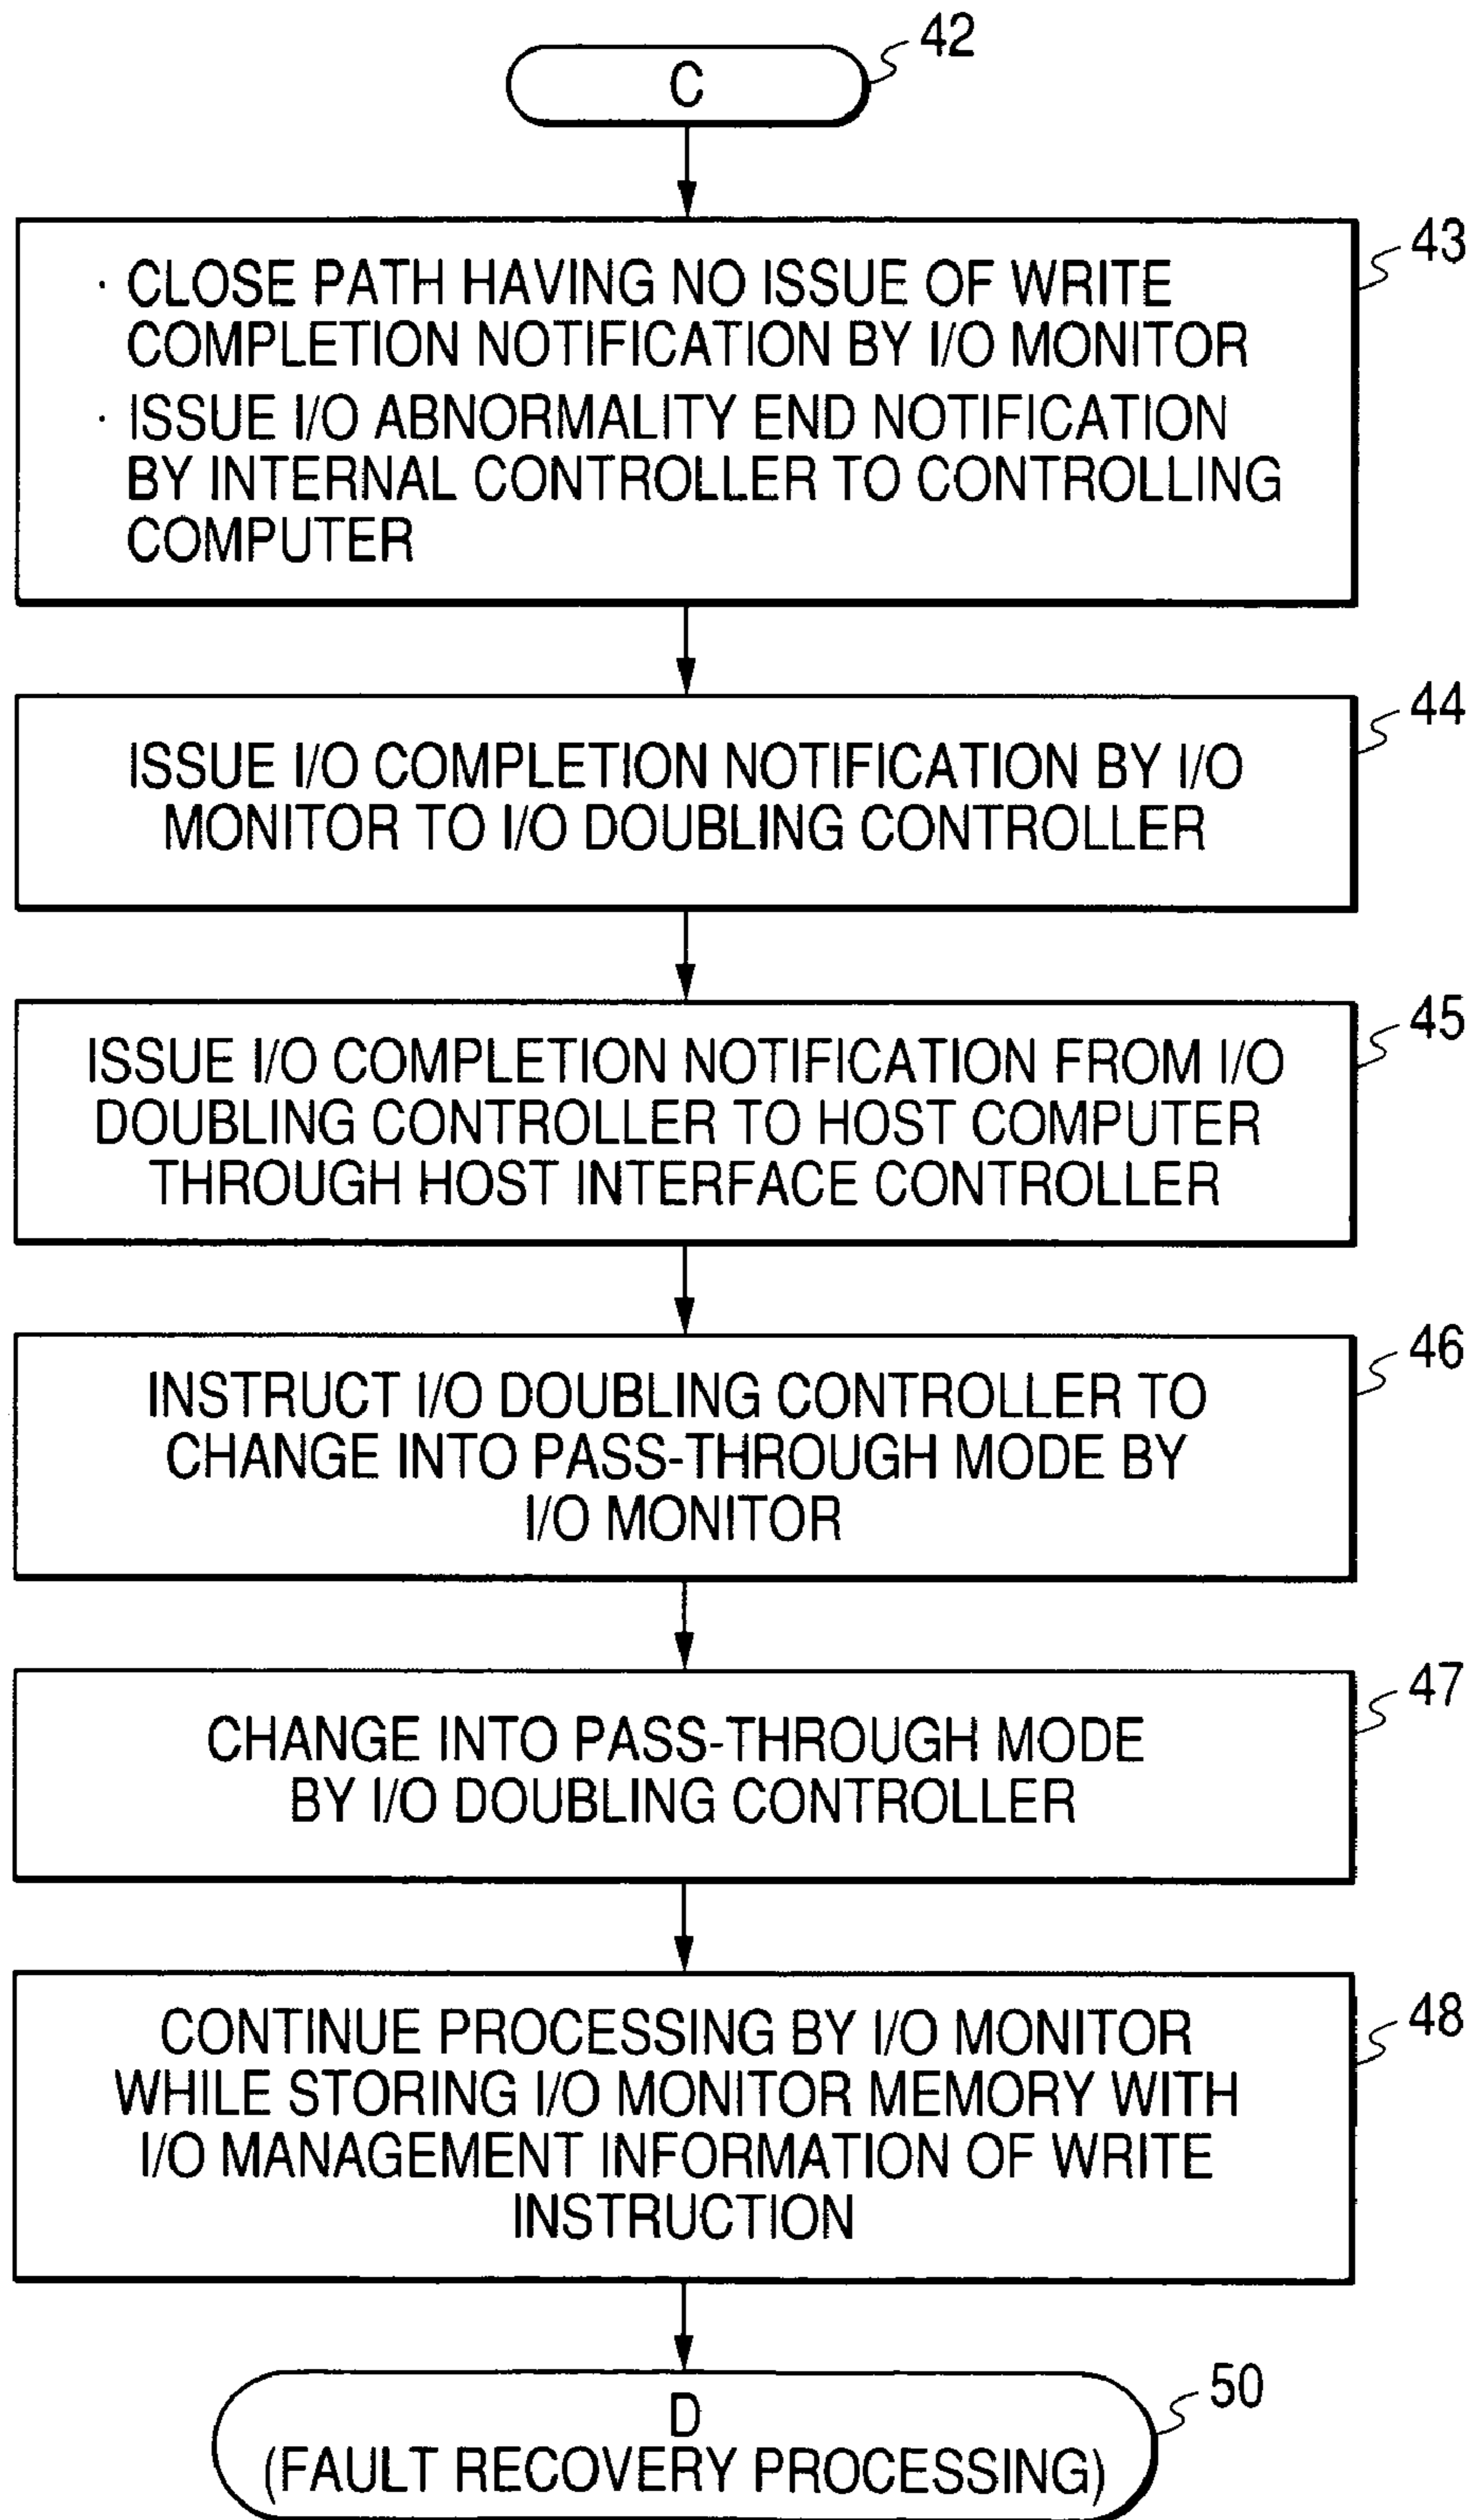 42
C
43
· CLOSE PATH HAVING NO ISSUE OF WRITE
COMPLETION NOTIFICATION BY I/O MONITOR
· ISSUE I/O ABNORMALITY END NOTIFICATION
BY INTERNAL CONTROLLER TO CONTROLLING
COMPUTER
44
ISSUE I/O COMPLETION NOTIFICATION BY I/O
MONITOR TO I/O DOUBLING CONTROLLER
45
ISSUE I/O COMPLETION NOTIFICATION FROM I/O
DOUBLING CONTROLLER TO HOST COMPUTER
THROUGH HOST INTERFACE CONTROLLER
46
INSTRUCT I/O DOUBLING CONTROLLER TO
CHANGE INTO PASS-THROUGH MODE BY
I/O MONITOR
47
CHANGE INTO PASS-THROUGH MODE
BY I/O DOUBLING CONTROLLER
48
CONTINUE PROCESSING BY I/O MONITOR
WHILE STORING I/O MONITOR MEMORY WITH
I/O MANAGEMENT INFORMATION OF WRITE
INSTRUCTION
50
D
(FAULT RECOVERY PROCESSING)